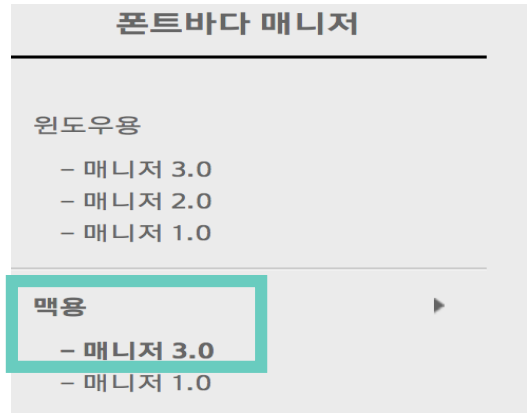 폰트바다 매니저
윈도우용
– 매니저 3.0
– 매니저 2.0
– 매니저 1.0
맥용
– 매니저 3.0
– 매니저 1.0